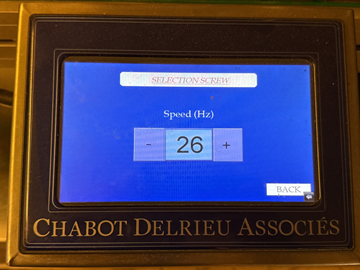 SELECTION SCREW
Speed (Hz)
- 26 +
BACK
CHABOT DELRIEU ASSOCIÉS